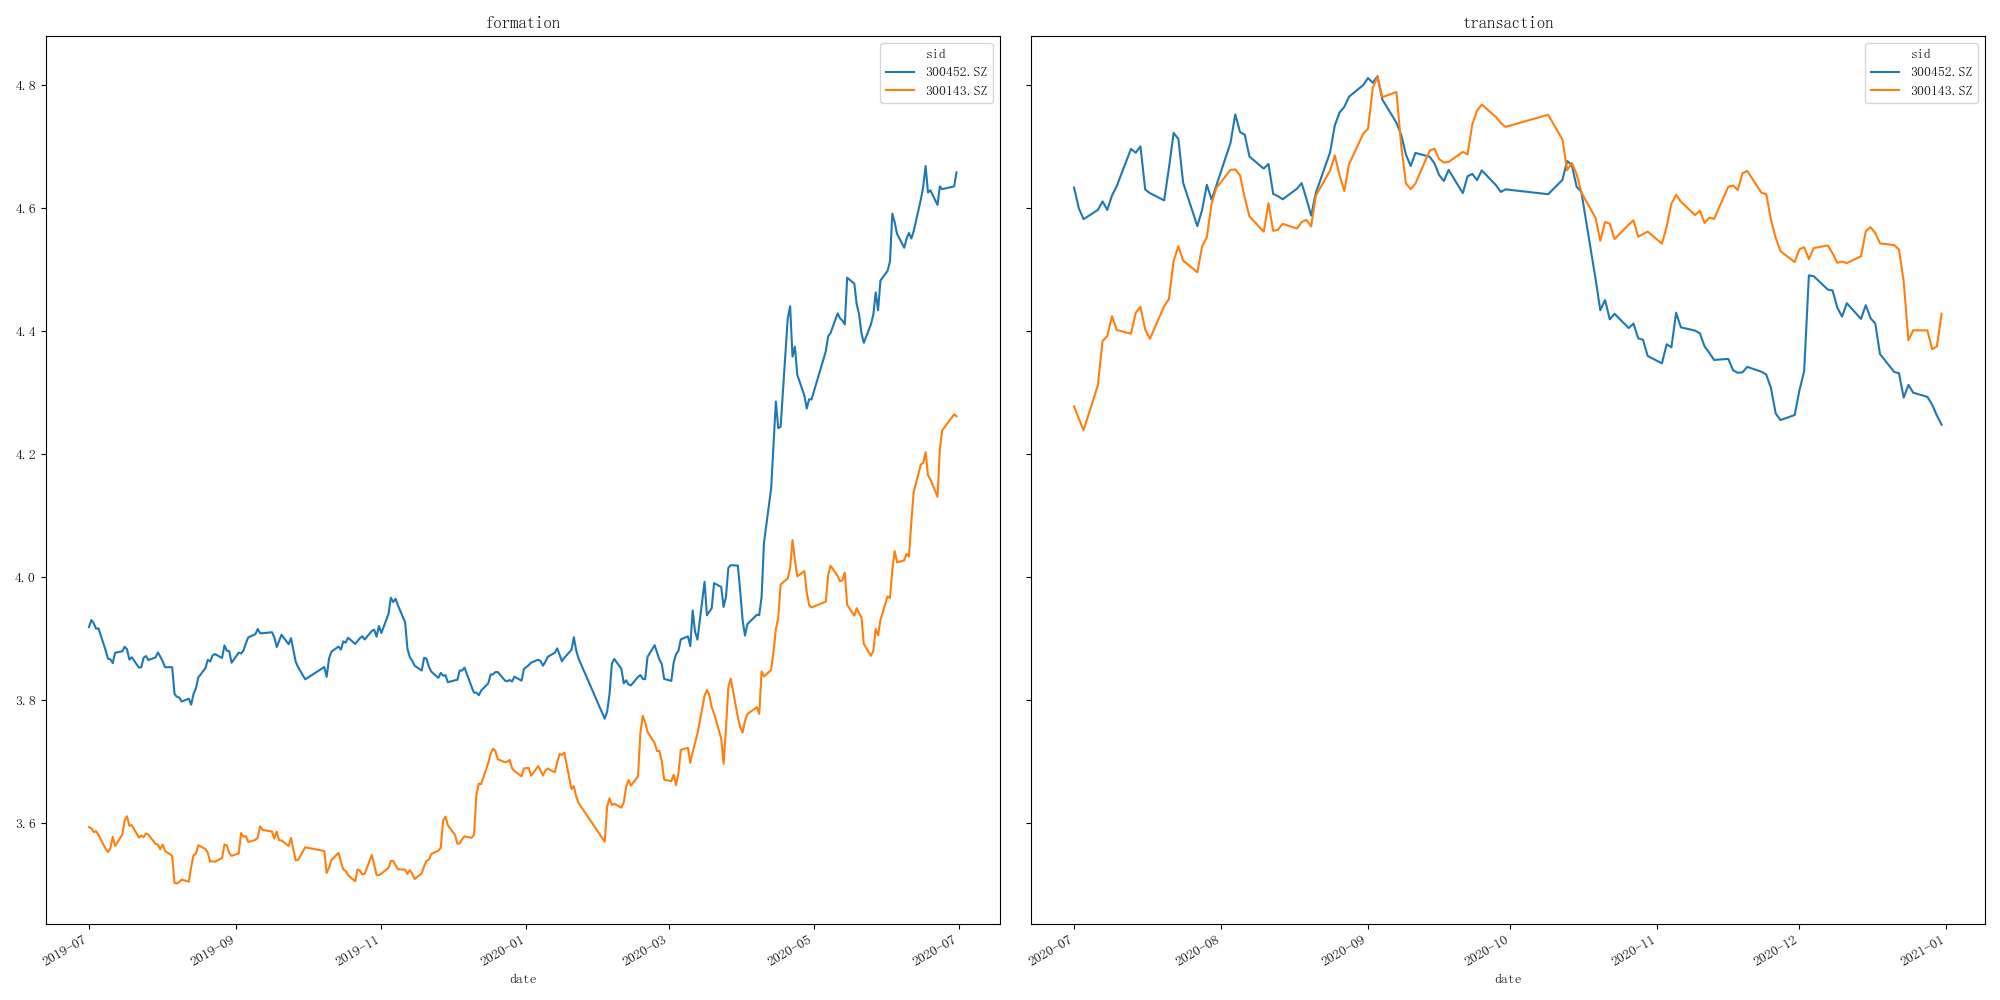 formation
sid
300452.SZ
300143.SZ
4.8
4.6
4.4
4.2
4.0
3.8
3.6
2019-07
2019-09
2019-11
2020-01
2020-03
2020-05
2020-07
date
transaction
sid
300452.SZ
300143.SZ
2020-07
2020-08
2020-09
2020-10
2020-11
2020-12
2021-01
date